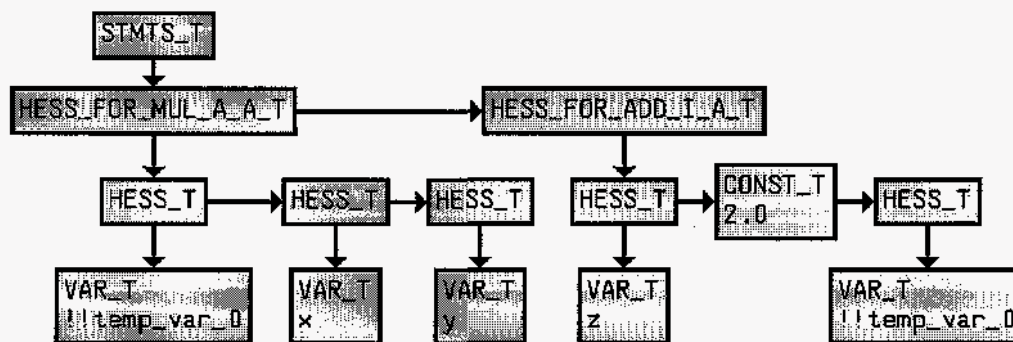 STMTS_T
HESS_FOR_MUL_A_A_T
HESS_FOR_ADD_I_A_T
HESS_T
HESS_T
HESS_T
HESS_T
CONST_T
2.0
HESS_T
VAR_T
!!temp_var_0
VAR_T
x
VAR_T
y
VAR_T
z
VAR_T
!!temp_var_0